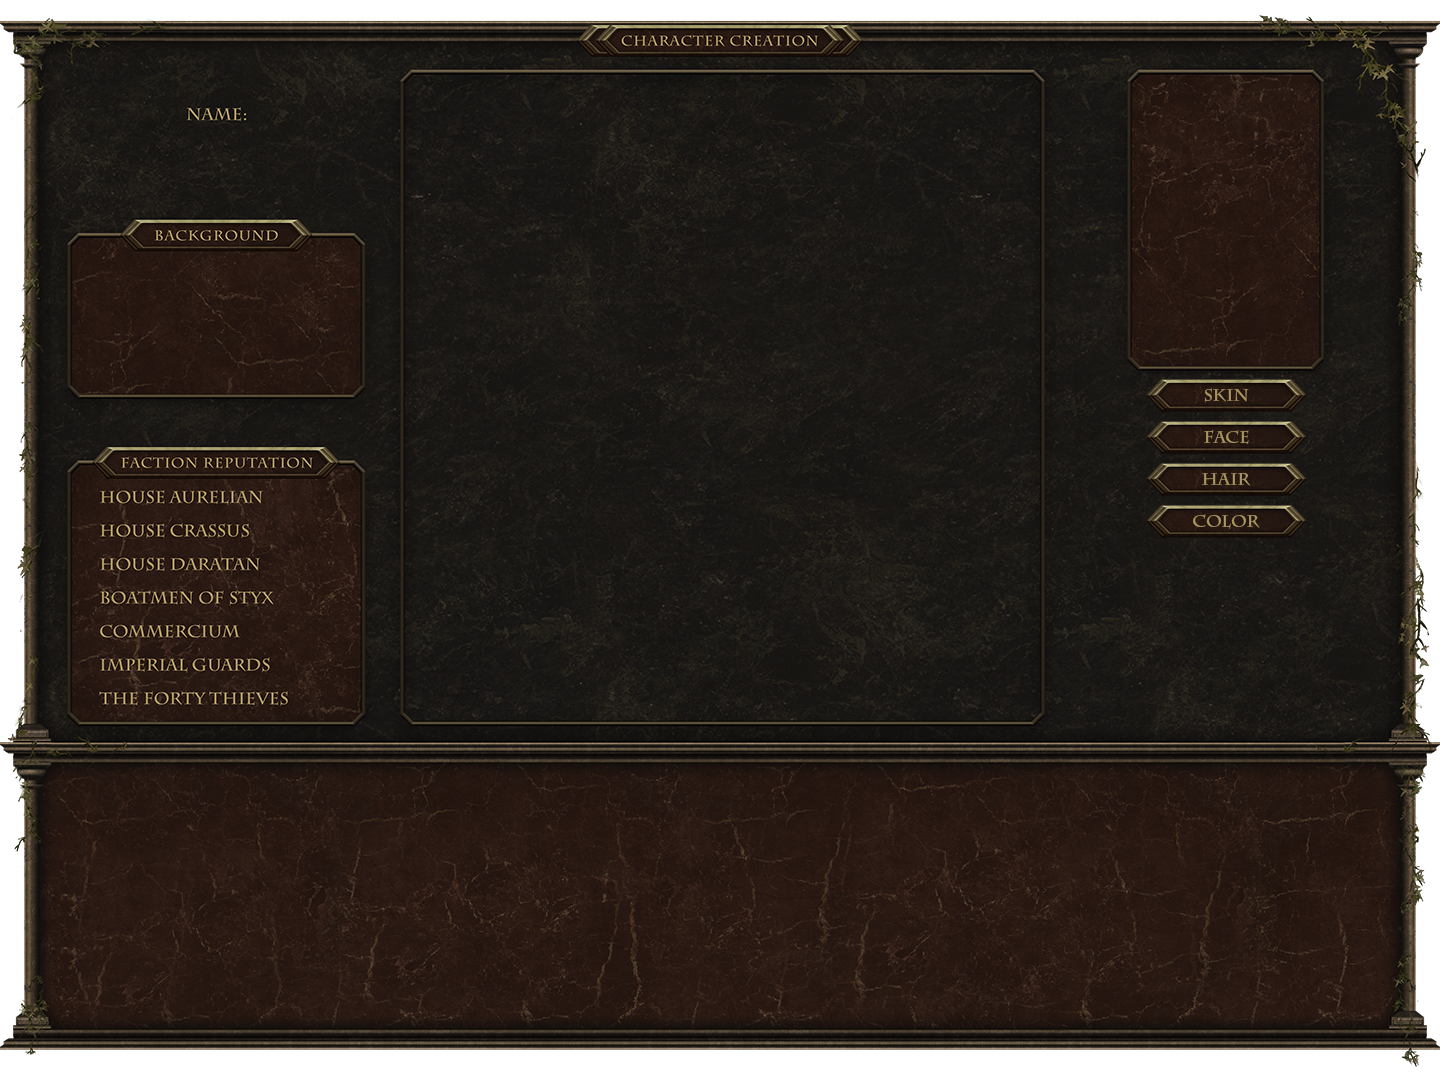 CHARACTER CREATION
NAME:
BACKGROUND
FACTION REPUTATION
HOUSE AURELIAN
HOUSE CRASSUS
HOUSE DARATAN
BOATMEN OF STYX
COMMERCIUM
IMPERIAL GUARDS
THE FORTY THIEVES
SKIN
FACE
HAIR
COLOR